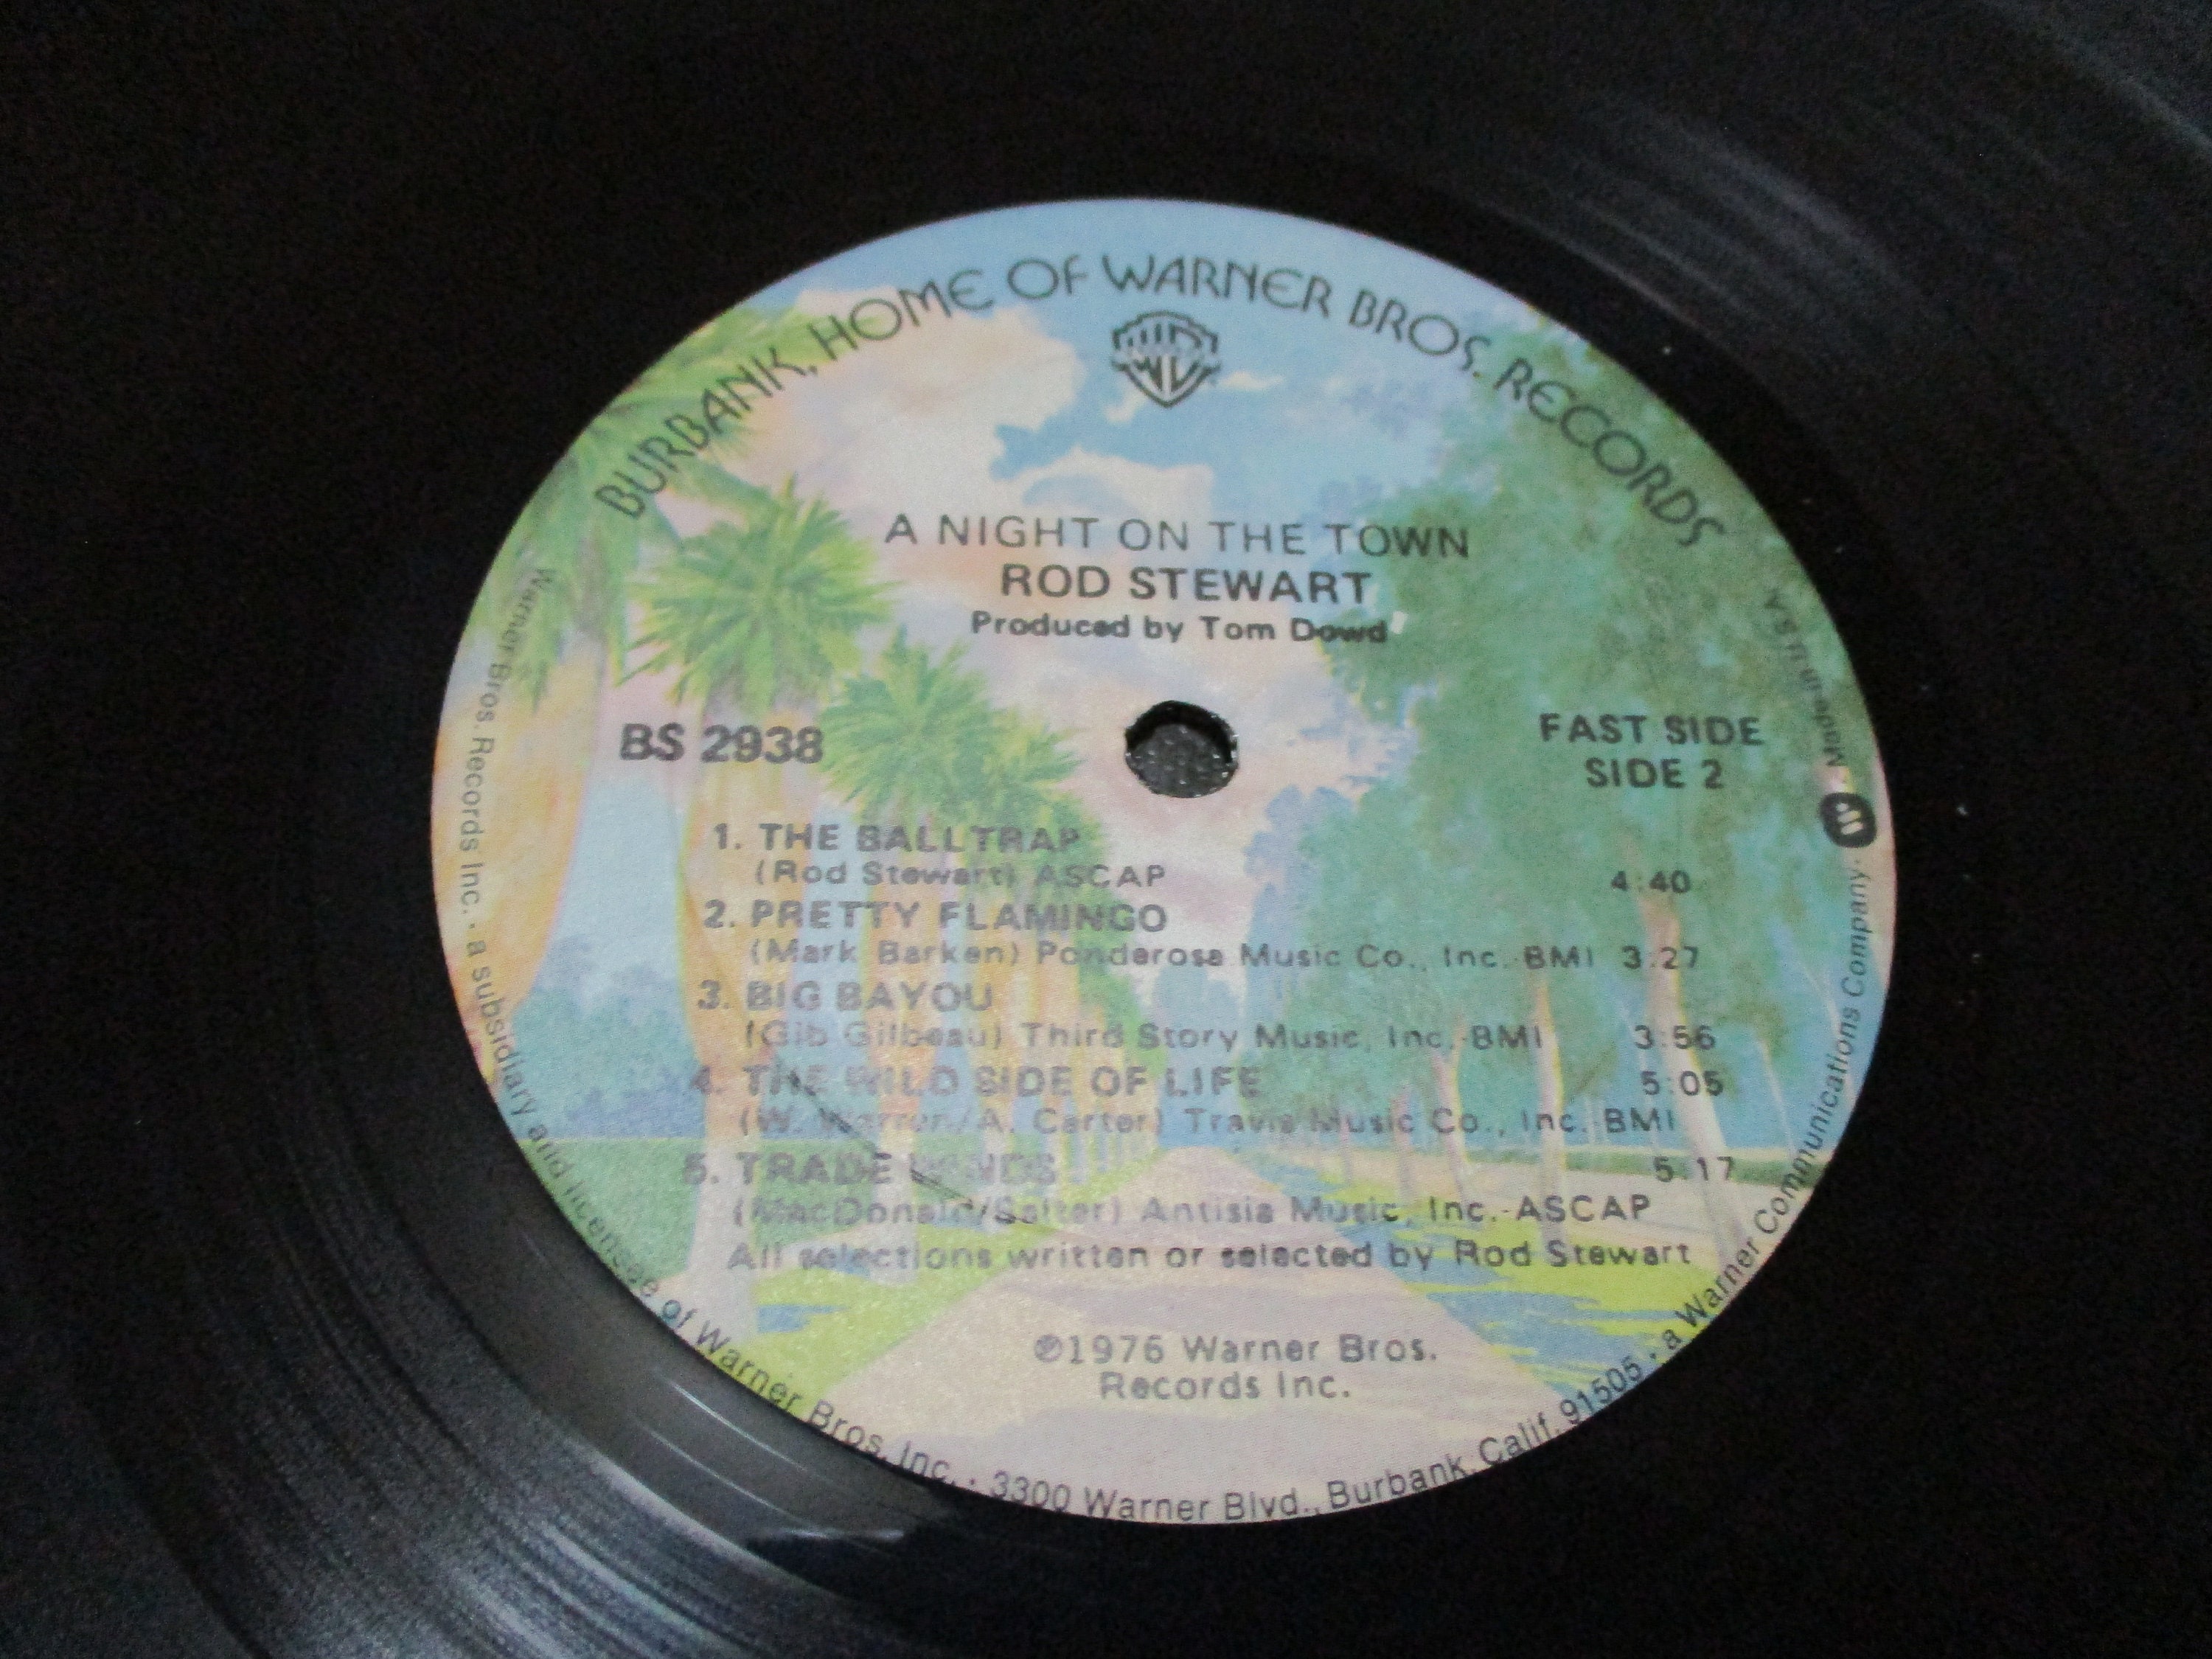 BURBANK, HOME OF WARNER BROS. RECORDS
A NIGHT ON THE TOWN
ROD STEWART
Produced by Tom Dowd
BS 2938
FAST SIDE
SIDE 2
1. THE BALLTRAP
(Rod Stewart) ASCAP 4:40
2. PRETTY FLAMINGO
(Mark Barken) Ponderosa Music Co., Inc.-BMI 3:27
3. BIG BAYOU
(Gib Gilbeau) Third Story Music, Inc.-BMI 3:56
4. THE WILD SIDE OF LIFE 5:05
(W. /A. Carter) Travis Music Co., Inc.-BMI
5. TRADE WINDS 5:17
(MacDonald/Salter) Antisia Music, Inc.-ASCAP
All selections written or selected by Rod Stewart
℗1976 Warner Bros.
Records Inc.
Warner Bros. Records Inc. · a subsidiary and licensee of Warner Bros. Inc. · 3300 Warner Blvd., Burbank, Calif. 91505 · a Warner Communications Company · W · Made in U.S.A.